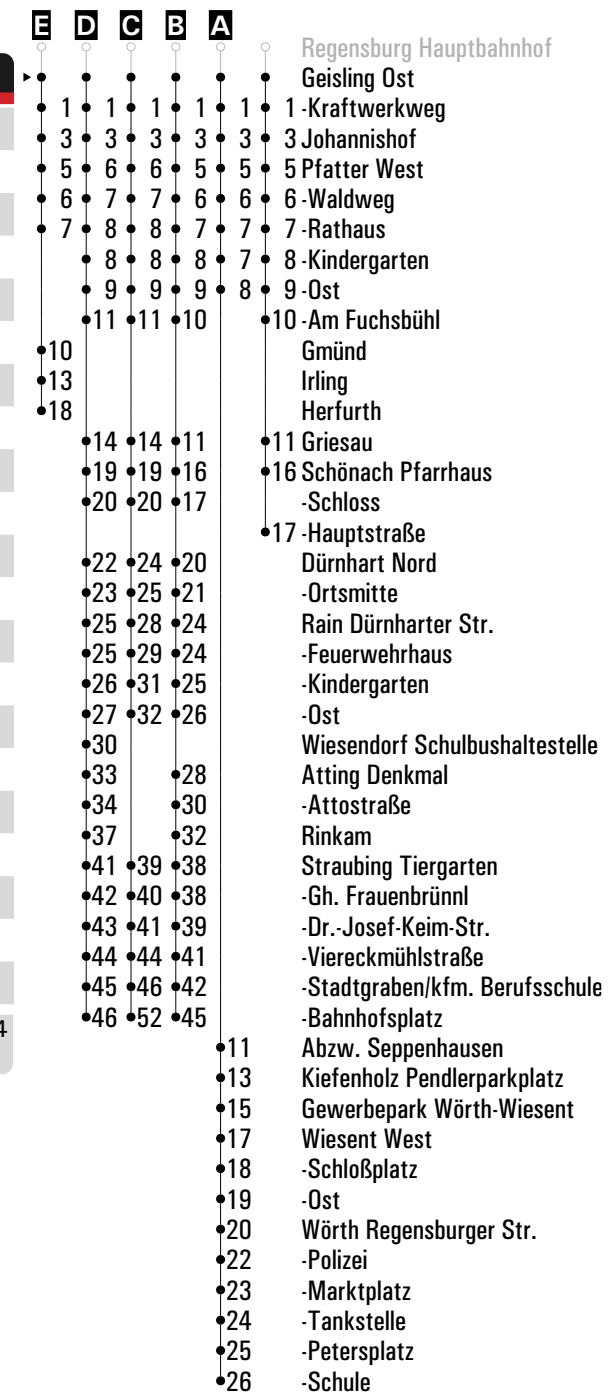 E D C B A
Regensburg Hauptbahnhof
Geisling Ost
1 1 1 1 1 1 -Kraftwerkweg
3 3 3 3 3 3 Johannishof
5 6 6 5 5 5 Pfatter West
6 7 7 6 6 6 -Waldweg
7 8 8 7 7 7 -Rathaus
8 8 8 7 8 -Kindergarten
9 9 9 8 9 -Ost
11 11 10 10 -Am Fuchsbühl
10 Gmünd
13 Irling
18 Herfurth
14 14 11 11 Griesau
19 19 16 16 Schönach Pfarrhaus
20 20 17 -Schloss
17 -Hauptstraße
22 24 20 Dürnhart Nord
23 25 21 -Ortsmitte
25 28 24 Rain Dürnharter Str.
25 29 24 -Feuerwehrhaus
26 31 25 -Kindergarten
27 32 26 -Ost
30 Wiesendorf Schulbushaltestelle
33 28 Atting Denkmal
34 30 -Attostraße
37 32 Rinkam
41 39 38 Straubing Tiergarten
42 40 38 -Gh. Frauenbrünnl
43 41 39 -Dr.-Josef-Keim-Str.
44 44 41 -Viereckmühlstraße
45 46 42 -Stadtgraben/kfm. Berufsschule
4 46 52 45 -Bahnhofsplatz
11 Abzw. Seppenhausen
13 Kiefenholz Pendlerparkplatz
15 Gewerbepark Wörth-Wiesent
17 Wiesent West
18 -Schloßplatz
19 -Ost
20 Wörth Regensburger Str.
22 -Polizei
23 -Marktplatz
24 -Tankstelle
25 -Petersplatz
26 -Schule